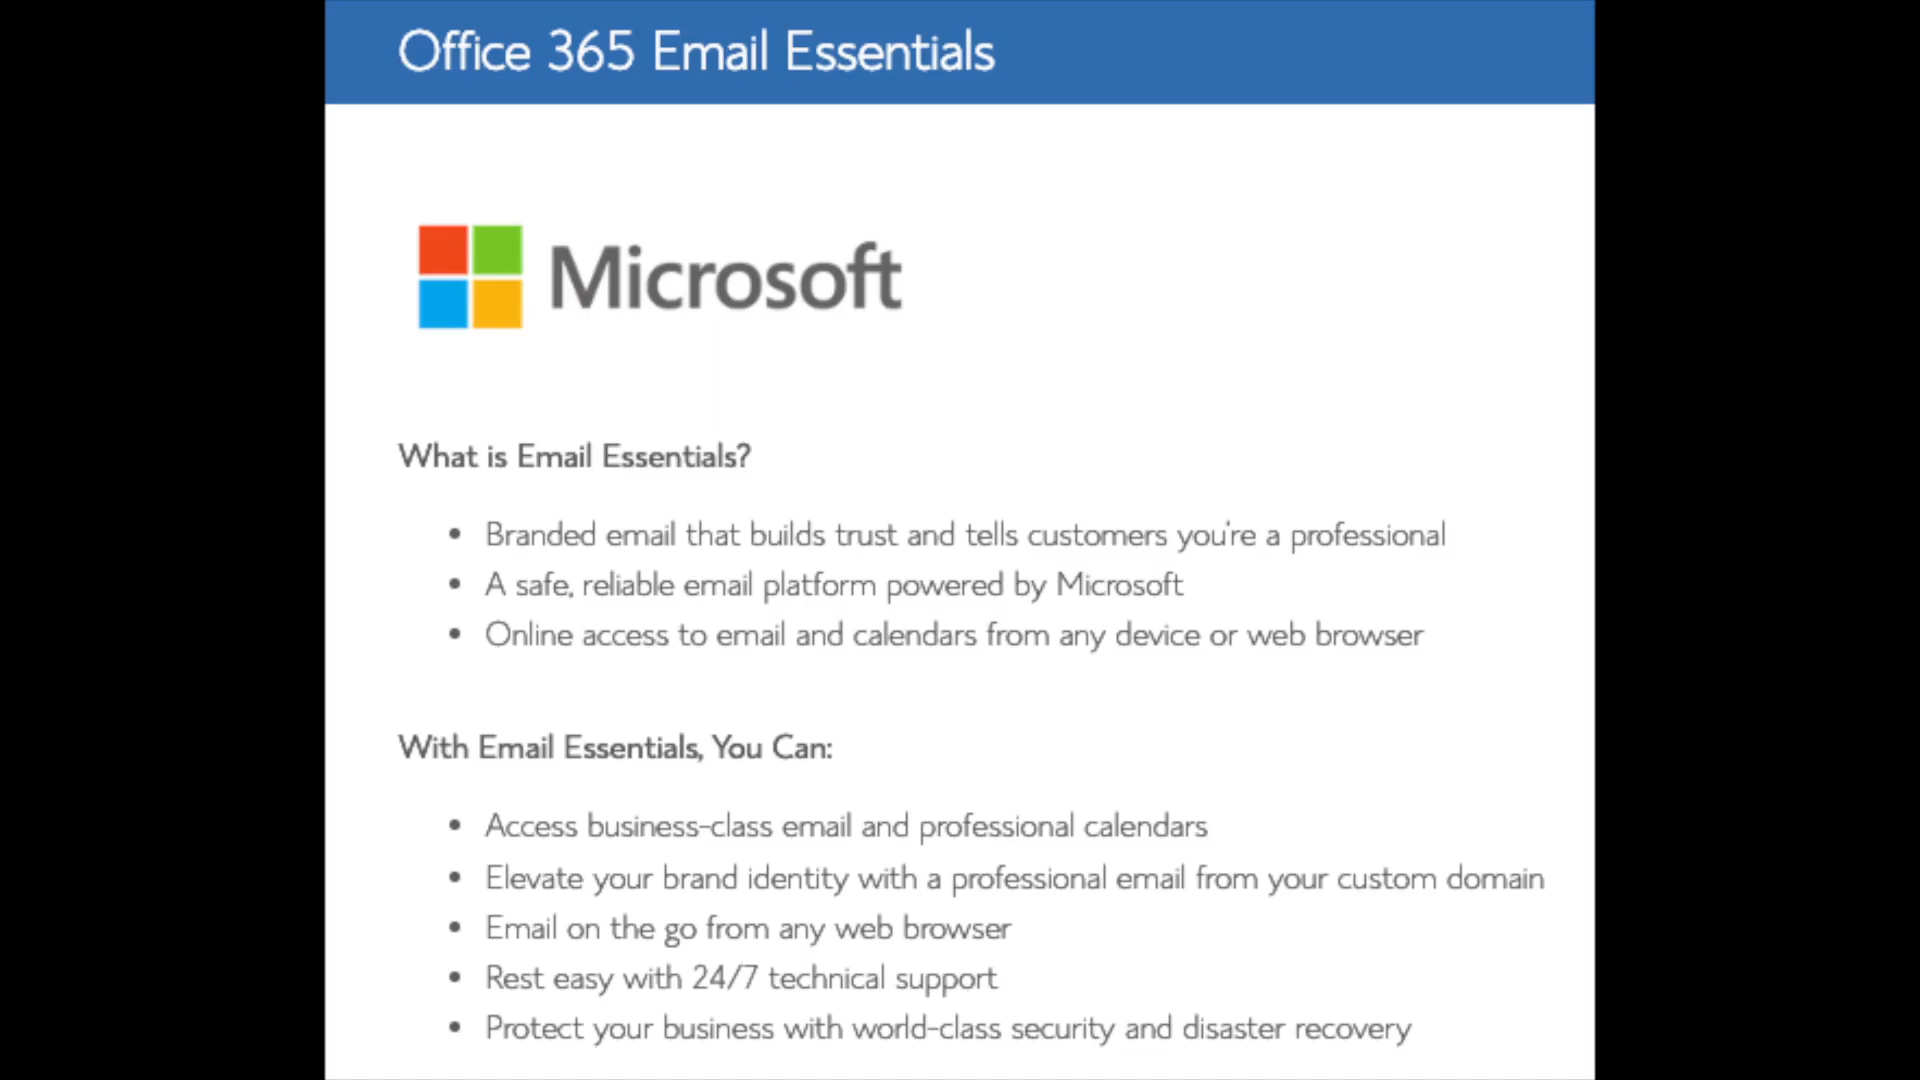 Office 365 Email Essentials
Microsoft
What is Email Essentials?
• Branded email that builds trust and tells customers you're a professional
• A safe, reliable email platform powered by Microsoft
• Online access to email and calendars from any device or web browser
With Email Essentials, You Can:
• Access business-class email and professional calendars
• Elevate your brand identity with a professional email from your custom domain
• Email on the go from any web browser
• Rest easy with 24/7 technical support
• Protect your business with world-class security and disaster recovery